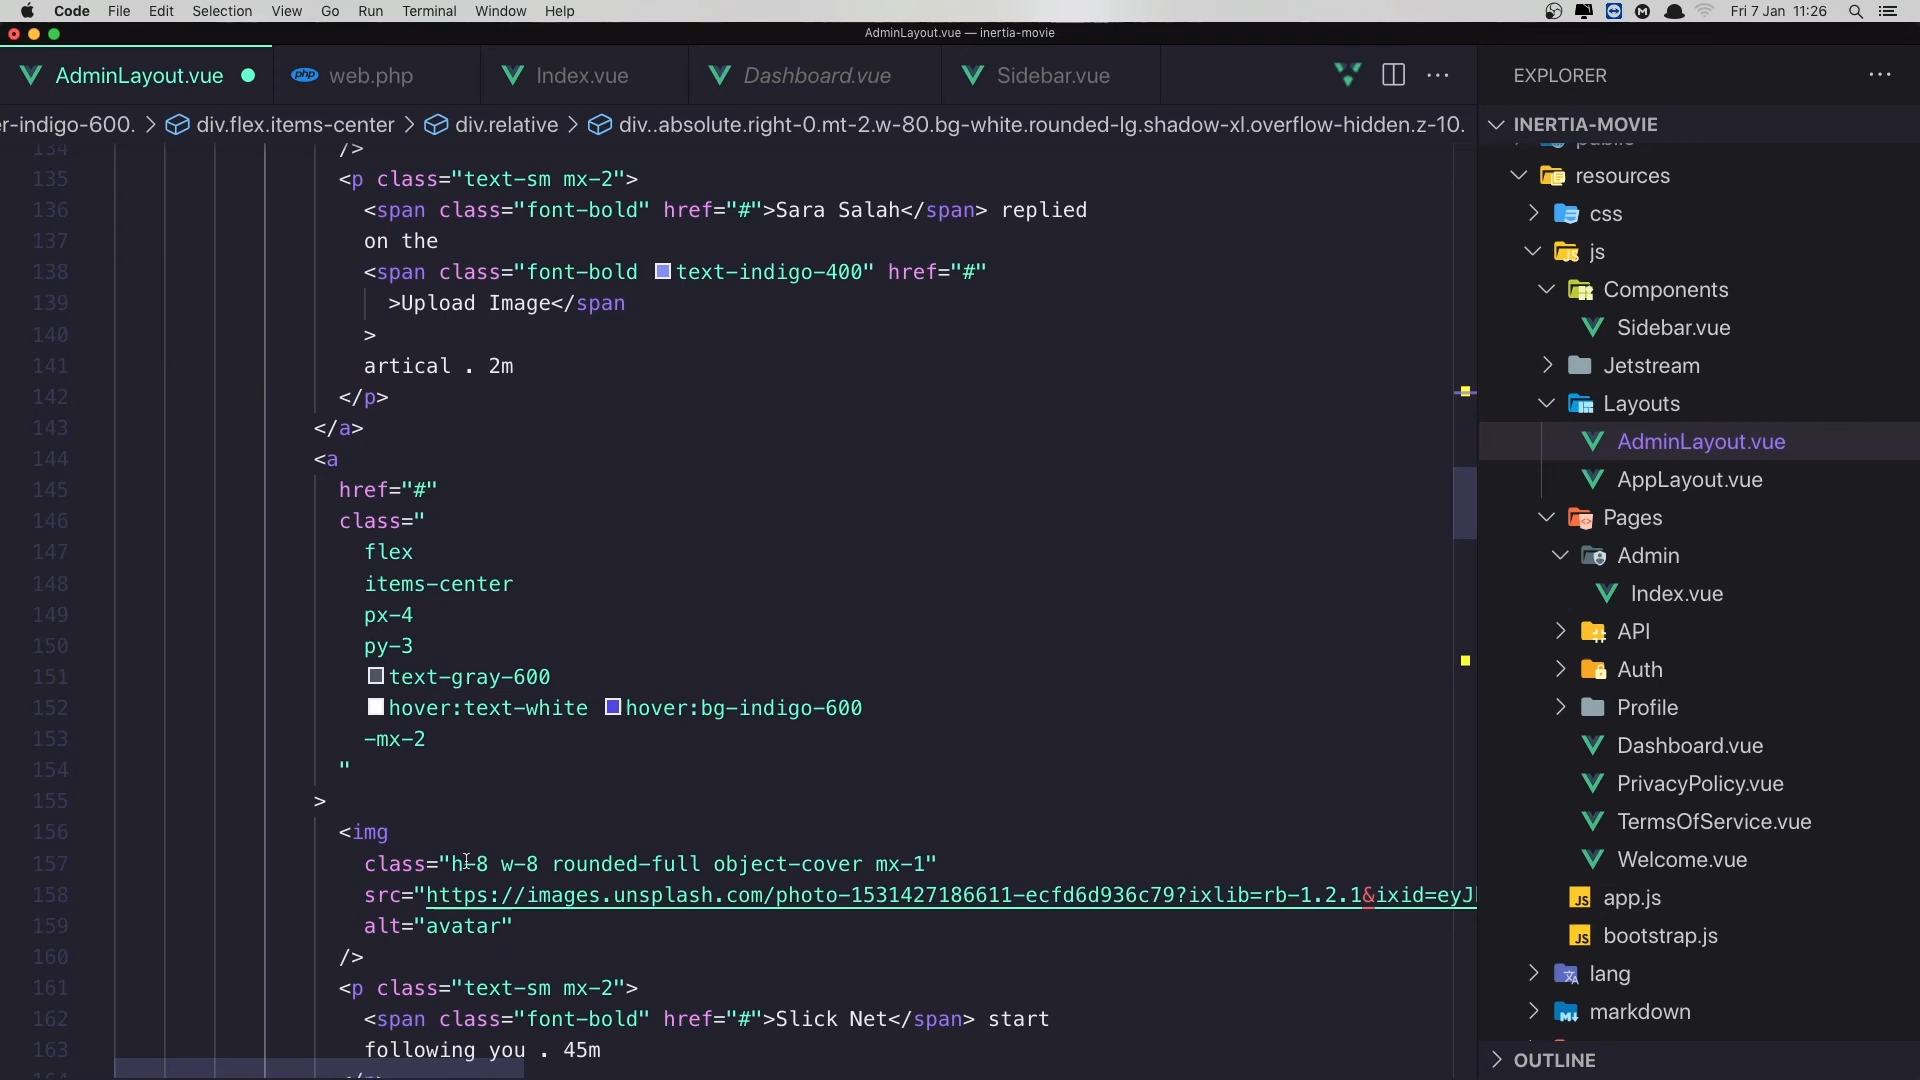 Code File Edit Selection View Go Run Terminal Window Help Fri 7 Jan 11:26
AdminLayout.vue — inertia-movie
AdminLayout.vue web.php Index.vue Dashboard.vue Sidebar.vue
r-indigo-600. > div.flex.items-center > div.relative > div..absolute.right-0.mt-2.w-80.bg-white.rounded-lg.shadow-xl.overflow-hidden.z-10.
134 />
135 <p class="text-sm mx-2">
136 <span class="font-bold" href="#">Sara Salah</span> replied
137 on the
138 <span class="font-bold text-indigo-400" href="#"
139 >Upload Image</span
140 >
141 artical . 2m
142 </p>
143 </a>
144 <a
145 href="#"
146 class="
147 flex
148 items-center
149 px-4
150 py-3
151 text-gray-600
152 hover:text-white hover:bg-indigo-600
153 -mx-2
154 "
155 >
156 <img
157 class="h-8 w-8 rounded-full object-cover mx-1"
158 src="https://images.unsplash.com/photo-1531427186611-ecfd6d936c79?ixlib=rb-1.2.1&ixid=eyJ
159 alt="avatar"
160 />
161 <p class="text-sm mx-2">
162 <span class="font-bold" href="#">Slick Net</span> start
163 following you . 45m
164 </p>
EXPLORER
INERTIA-MOVIE
public
resources
css
js
Components
Sidebar.vue
Jetstream
Layouts
AdminLayout.vue
AppLayout.vue
Pages
Admin
Index.vue
API
Auth
Profile
Dashboard.vue
PrivacyPolicy.vue
TermsOfService.vue
Welcome.vue
app.js
bootstrap.js
lang
markdown
OUTLINE